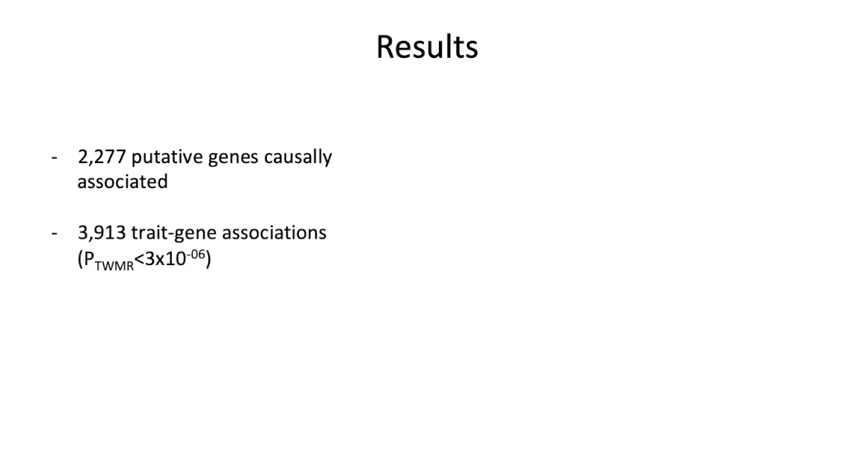 Results
- 2,277 putative genes causally
associated
- 3,913 trait-gene associations
(P_TWMR<3x10^-06)